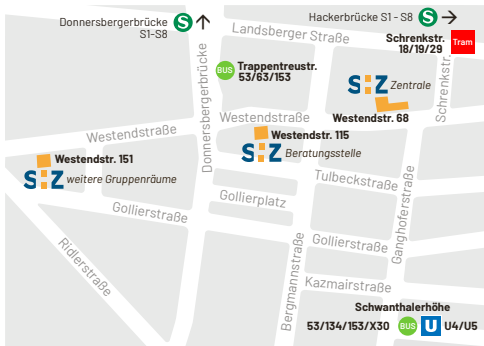 Donnersbergerbrücke
S1-S8
S
Hackerbrücke S1 - S8
S
Landsberger Straße
Schrenkstr.
18/19/29
Tram
BUS
Trappentreustr.
53/63/153
Donnersbergerbrücke
S:Z Zentrale
Westendstr. 68
Schrenkstr.
Westendstraße
Westendstraße
Westendstr. 115
S:Z Beratungsstelle
Westendstr. 151
S:Z weitere Gruppenräume
Tulbeckstraße
Gollierplatz
Gollierstraße
Gollierstraße
Ganghoferstraße
Ridlerstraße
Bergmannstraße
Kazmairstraße
Schwanthalerhöhe
53/134/153/X30 BUS U U4/U5